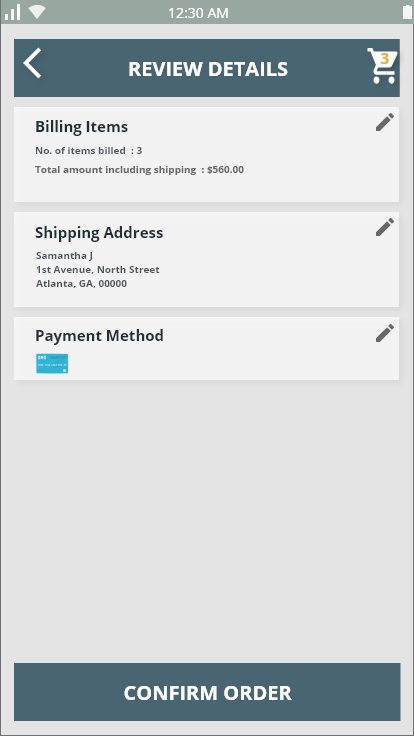 12:30 AM
REVIEW DETAILS
3
Billing Items
No. of items billed : 3
Total amount including shipping : $560.00
Shipping Address
Samantha J
1st Avenue, North Street
Atlanta, GA, 00000
Payment Method
CONFIRM ORDER